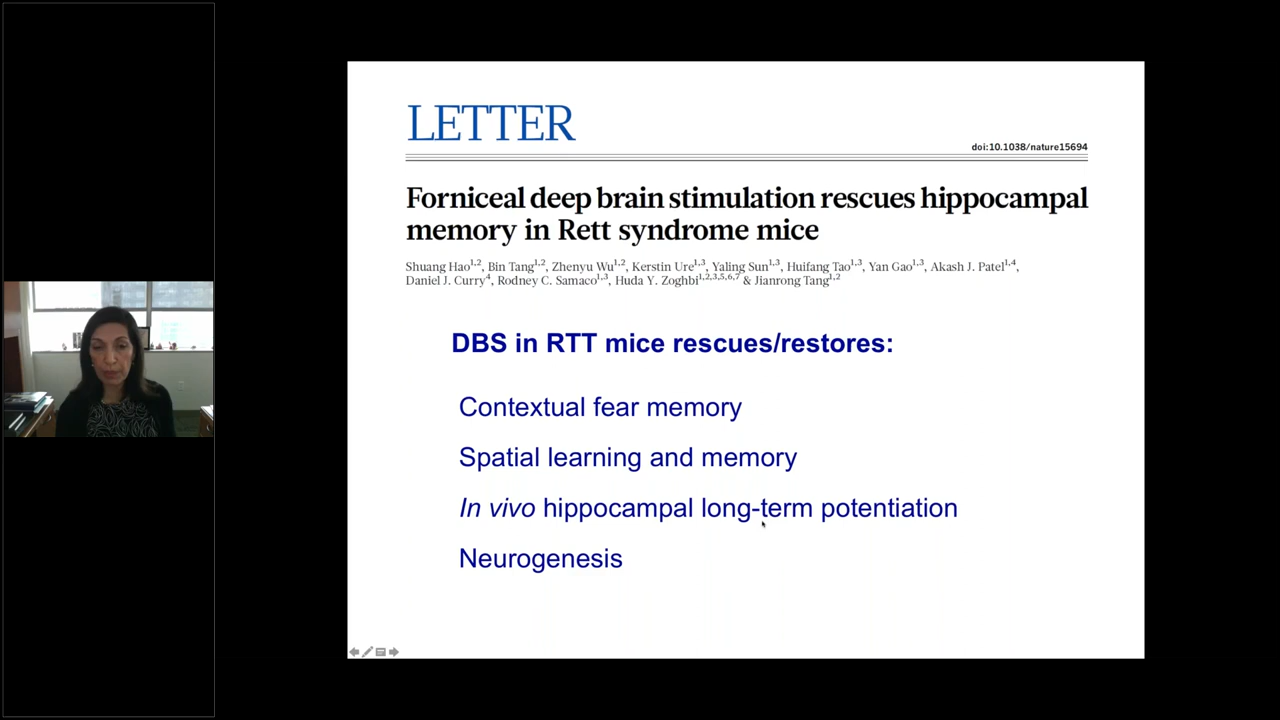 LETTER
doi:10.1038/nature15694
Forniceal deep brain stimulation rescues hippocampal
memory in Rett syndrome mice
Shuang Hao1,2, Bin Tang1,2, Zhenyu Wu1,2, Kerstin Ure1,3, Yaling Sun1,3, Huifang Tao1,3, Yan Gao1,3, Akash J. Patel1,4,
Daniel J. Curry4, Rodney C. Samaco1,3, Huda Y. Zoghbi1,2,3,5,6,7 & Jianrong Tang1,2
DBS in RTT mice rescues/restores:
Contextual fear memory
Spatial learning and memory
In vivo hippocampal long-term potentiation
Neurogenesis